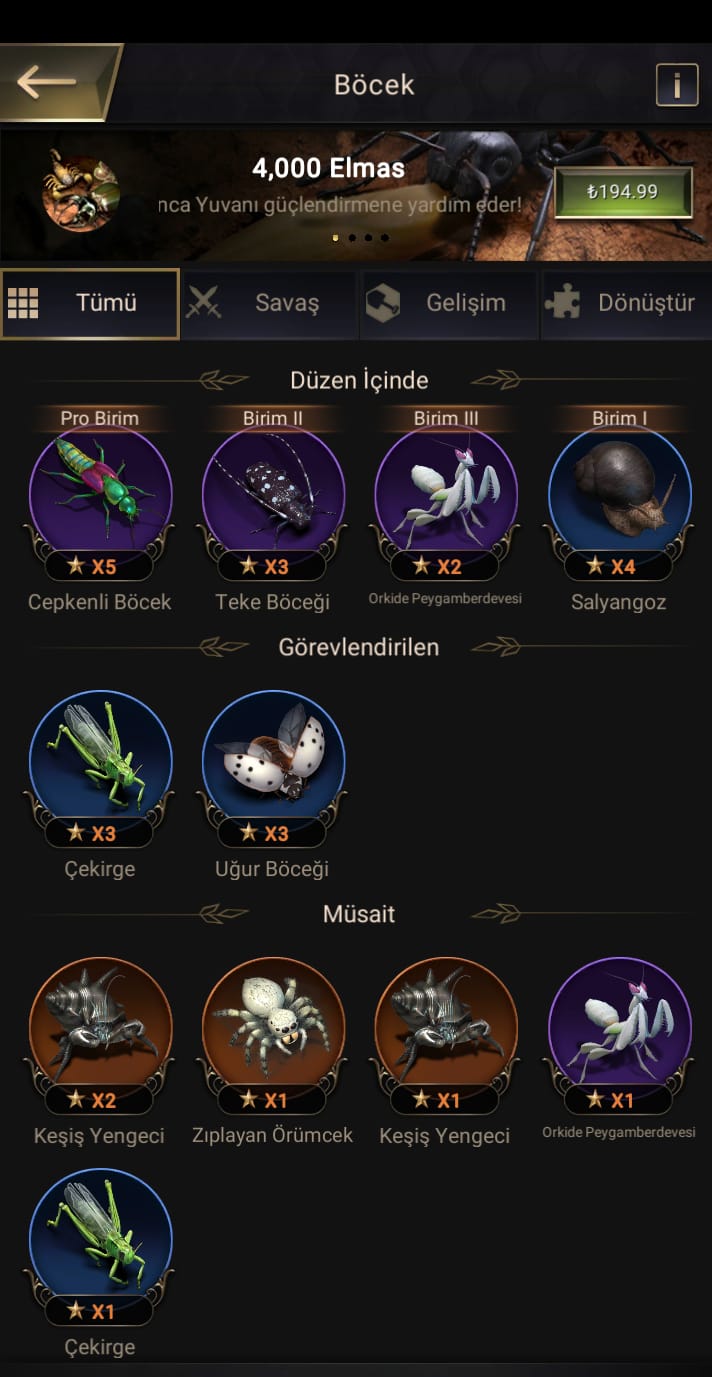 Böcek
i
4,000 Elmas
nca Yuvanı güçlendirmene yardım eder!
₺194.99
Tümü
Savaş
Gelişim
Dönüştür
Düzen İçinde
Pro Birim
Birim II
Birim III
Birim I
X5
X3
X2
X4
Cepkenli Böcek
Teke Böceği
Orkide Peygamberdevesi
Salyangoz
Görevlendirilen
X3
X3
Çekirge
Uğur Böceği
Müsait
X2
X1
X1
X1
Keşiş Yengeci
Zıplayan Örümcek
Keşiş Yengeci
Orkide Peygamberdevesi
X1
Çekirge